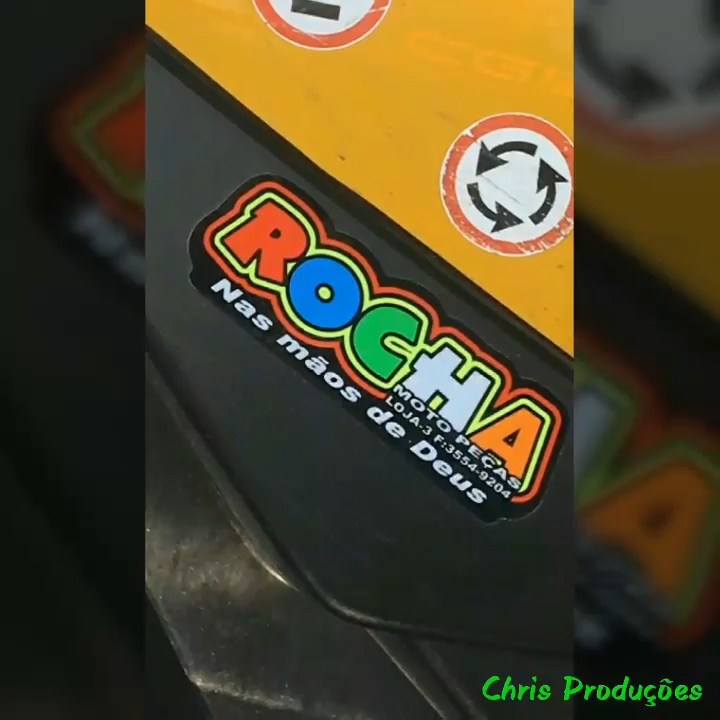 ROCHA
MOTO PEÇAS
LOJA-3 F:3554-9204
Nas mãos de Deus
Chris Produções